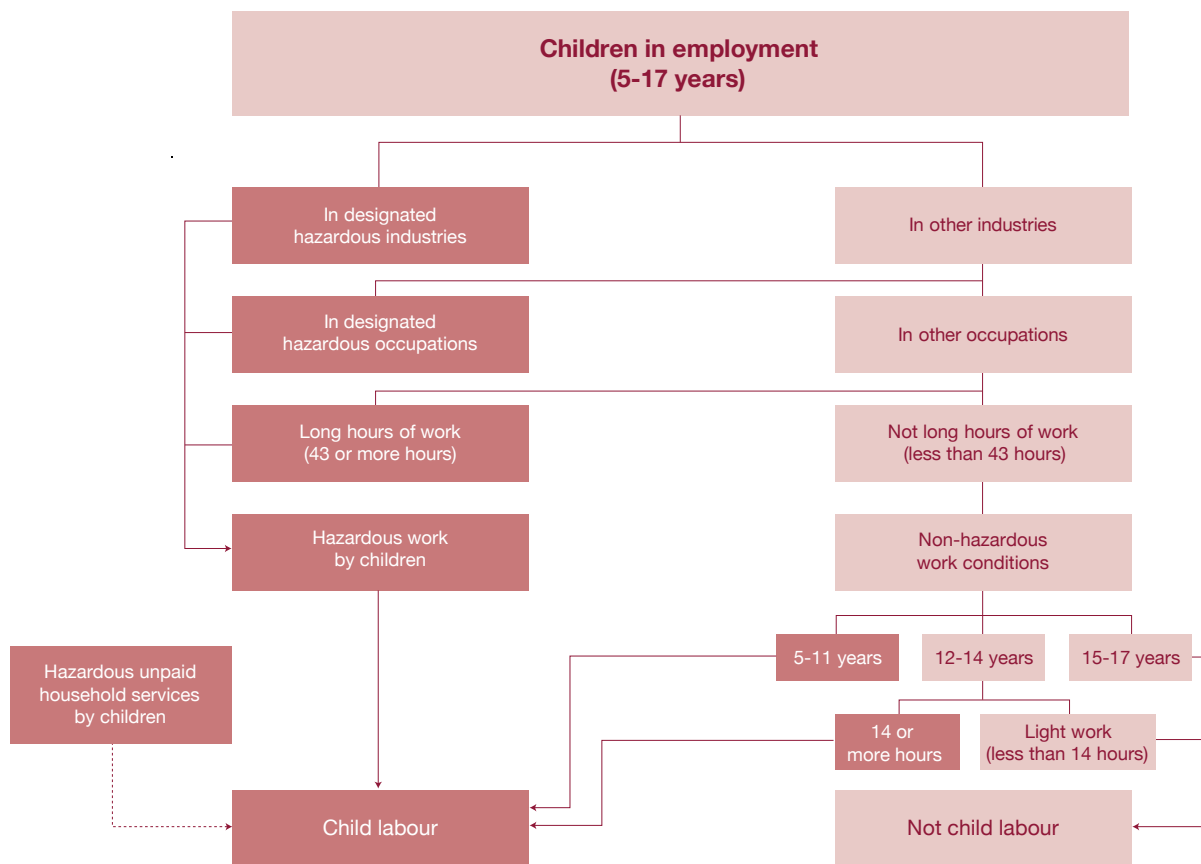 Children in employment
(5-17 years)
In designated
hazardous industries
In other industries
In designated
hazardous occupations
In other occupations
Long hours of work
(43 or more hours)
Not long hours of work
(less than 43 hours)
Hazardous work
by children
Non-hazardous
work conditions
5-11 years
12-14 years
15-17 years
Hazardous unpaid
household services
by children
14 or
more hours
Light work
(less than 14 hours)
Child labour
Not child labour